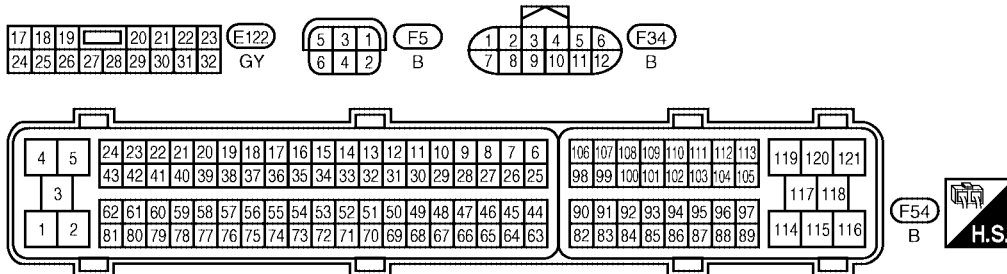 17 18 19 20 21 22 23 E122
24 25 26 27 28 29 30 31 32 GY
5 3 1 F5
6 4 2 B
1 2 3 4 5 6 F34
7 8 9 10 11 12 B
4 5 24 23 22 21 20 19 18 17 16 15 14 13 12 11 10 9 8 7 6 106 107 108 109 110 111 112 113 119 120 121
43 42 41 40 39 38 37 36 35 34 33 32 31 30 29 28 27 26 25 98 99 100 101 102 103 104 105
3 117 118
62 61 60 59 58 57 56 55 54 53 52 51 50 49 48 47 46 45 44 90 91 92 93 94 95 96 97 F54
1 2 81 80 79 78 77 76 75 74 73 72 71 70 69 68 67 66 65 64 63 82 83 84 85 86 87 88 89 114 115 116 B
H.S.